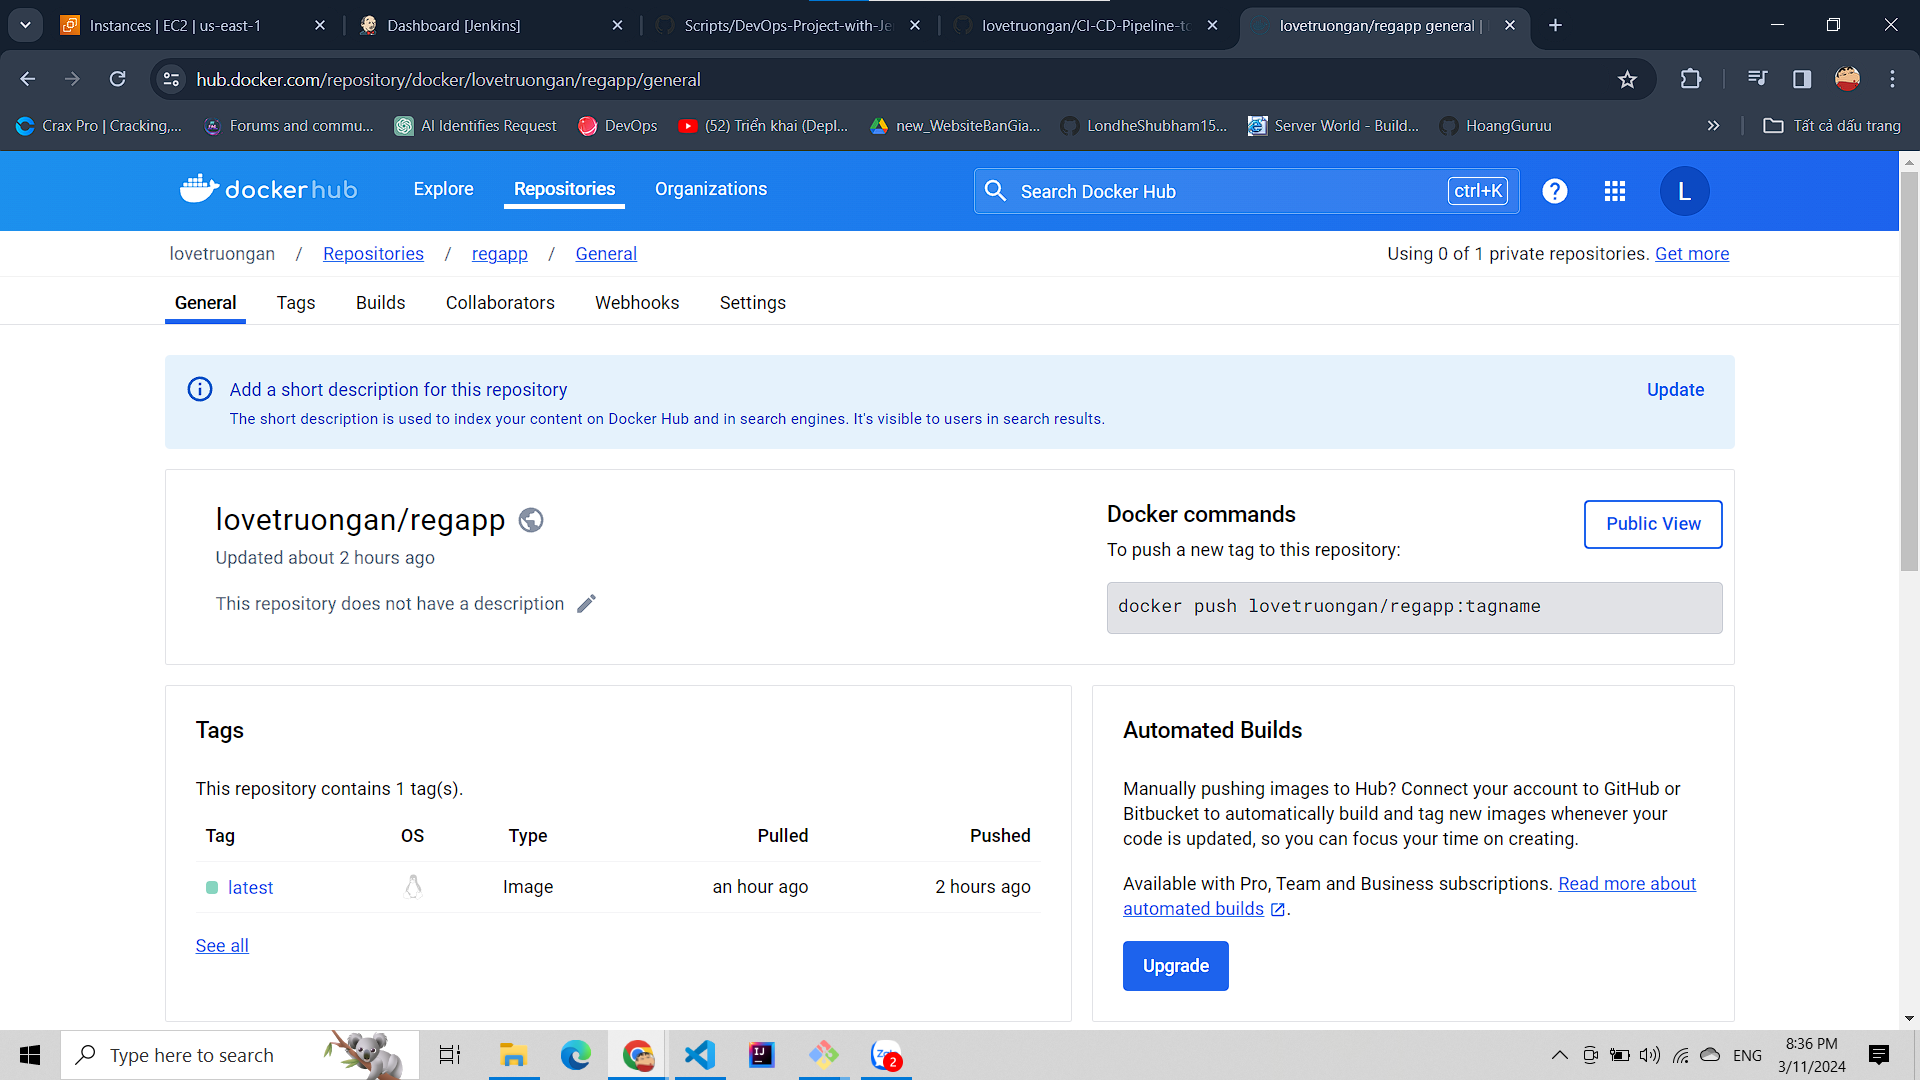 Instances | EC2 | us-east-1
Dashboard [Jenkins]
Scripts/DevOps-Project-with-Je
lovetruongan/CI-CD-Pipeline-to
lovetruongan/regapp general |
hub.docker.com/repository/docker/lovetruongan/regapp/general
Crax Pro | Cracking,...
Forums and commu...
AI Identifies Request
DevOps
(52) Triển khai (Depl...
new_WebsiteBanGia...
LondheShubham15...
Server World - Build...
HoangGuruu
Tất cả dấu trang
dockerhub
Explore
Repositories
Organizations
Search Docker Hub
ctrl+K
L
lovetruongan / Repositories / regapp / General
Using 0 of 1 private repositories. Get more
General
Tags
Builds
Collaborators
Webhooks
Settings
Add a short description for this repository
Update
The short description is used to index your content on Docker Hub and in search engines. It's visible to users in search results.
lovetruongan/regapp
Updated about 2 hours ago
This repository does not have a description
Docker commands
Public View
To push a new tag to this repository:
docker push lovetruongan/regapp:tagname
Tags
This repository contains 1 tag(s).
Tag OS Type Pulled Pushed
latest Image an hour ago 2 hours ago
See all
Automated Builds
Manually pushing images to Hub? Connect your account to GitHub or
Bitbucket to automatically build and tag new images whenever your
code is updated, so you can focus your time on creating.
Available with Pro, Team and Business subscriptions. Read more about
automated builds.
Upgrade
Type here to search
IJ
2
ENG
8:36 PM
3/11/2024